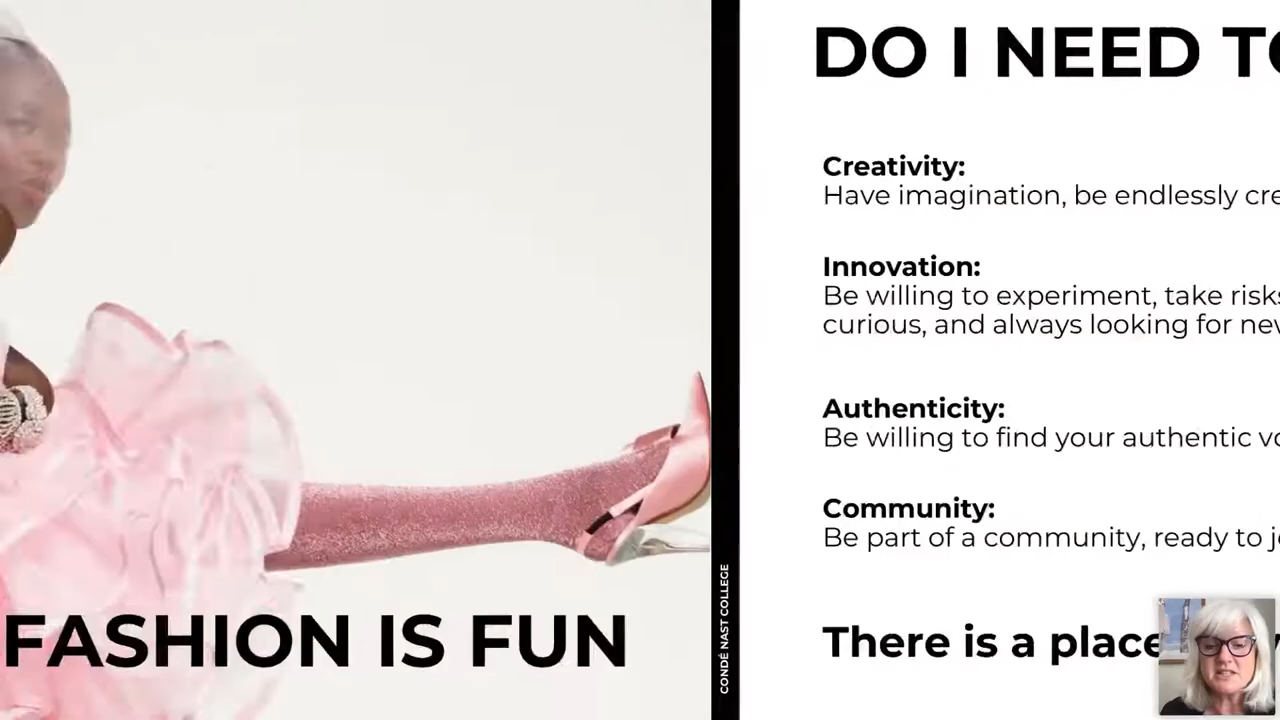 FASHION IS FUN
CONDÉ NAST COLLEGE
DO I NEED TO
Creativity:
Have imagination, be endlessly cre
Innovation:
Be willing to experiment, take risks
curious, and always looking for new
Authenticity:
Be willing to find your authentic vo
Community:
Be part of a community, ready to jo
There is a place